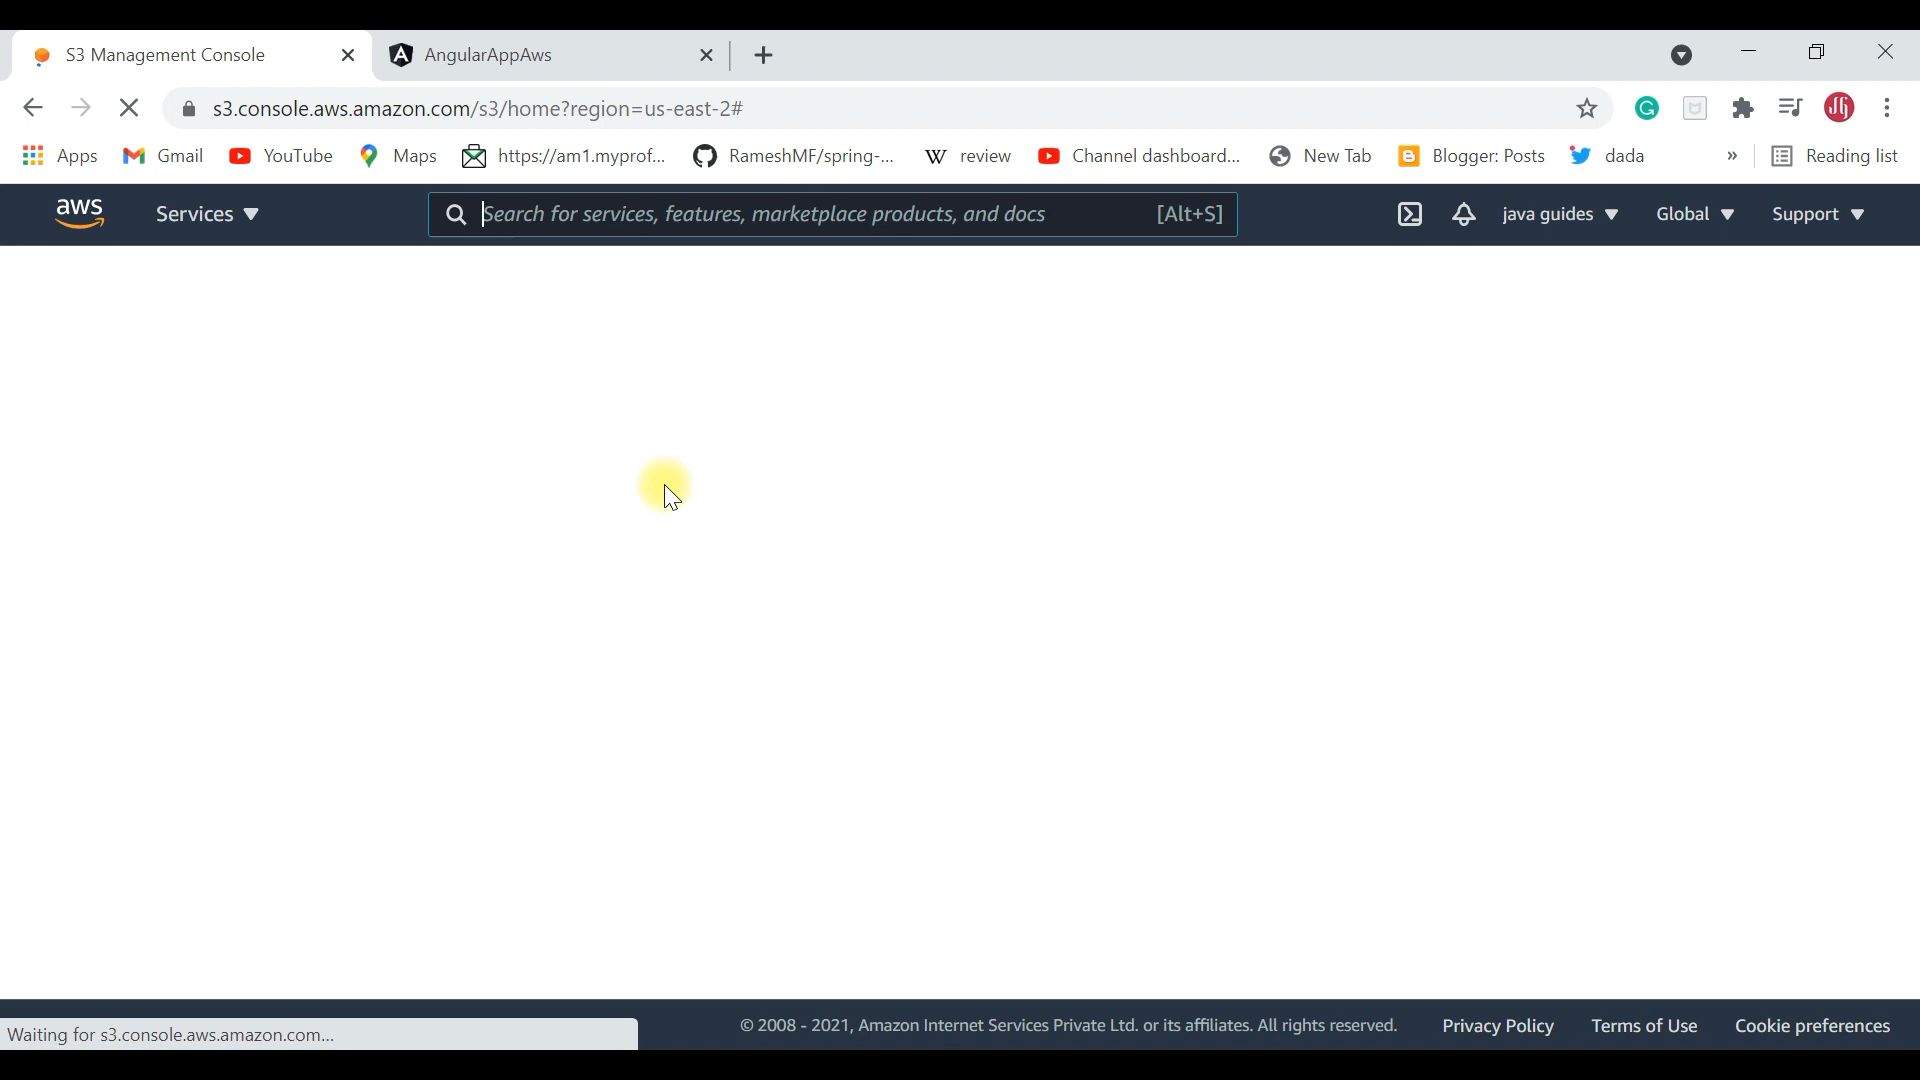 S3 Management Console
AngularAppAws
s3.console.aws.amazon.com/s3/home?region=us-east-2#
Apps
Gmail
YouTube
Maps
https://am1.myprof...
RameshMF/spring-...
W review
Channel dashboard...
New Tab
Blogger: Posts
dada
»
Reading list
aws
Services
Search for services, features, marketplace products, and docs
[Alt+S]
java guides
Global
Support
Waiting for s3.console.aws.amazon.com...
© 2008 - 2021, Amazon Internet Services Private Ltd. or its affiliates. All rights reserved.
Privacy Policy
Terms of Use
Cookie preferences